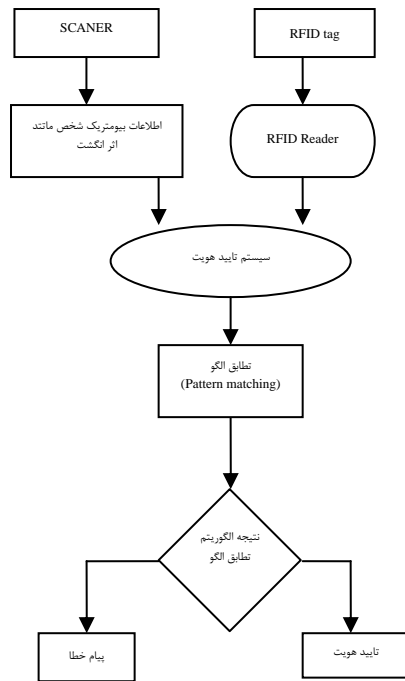 SCANER
RFID tag
اطلاعات بیومتریک شخص مانند
اثر انگشت
RFID Reader
سیستم تایید هویت
تطابق الگو
(Pattern matching)
نتیجه الگوریتم
تطابق الگو
پیام خطا
تایید هویت